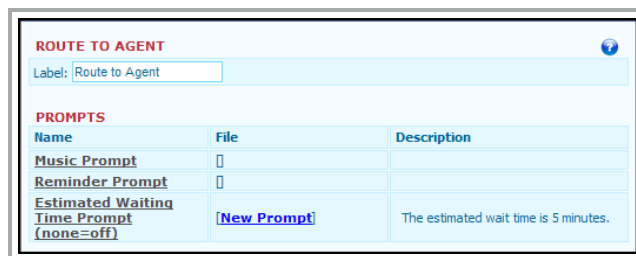 ROUTE TO AGENT
?
Label: Route to Agent
PROMPTS
Name File Description
Music Prompt []
Reminder Prompt []
Estimated Waiting
Time Prompt [New Prompt] The estimated wait time is 5 minutes.
(none=off)